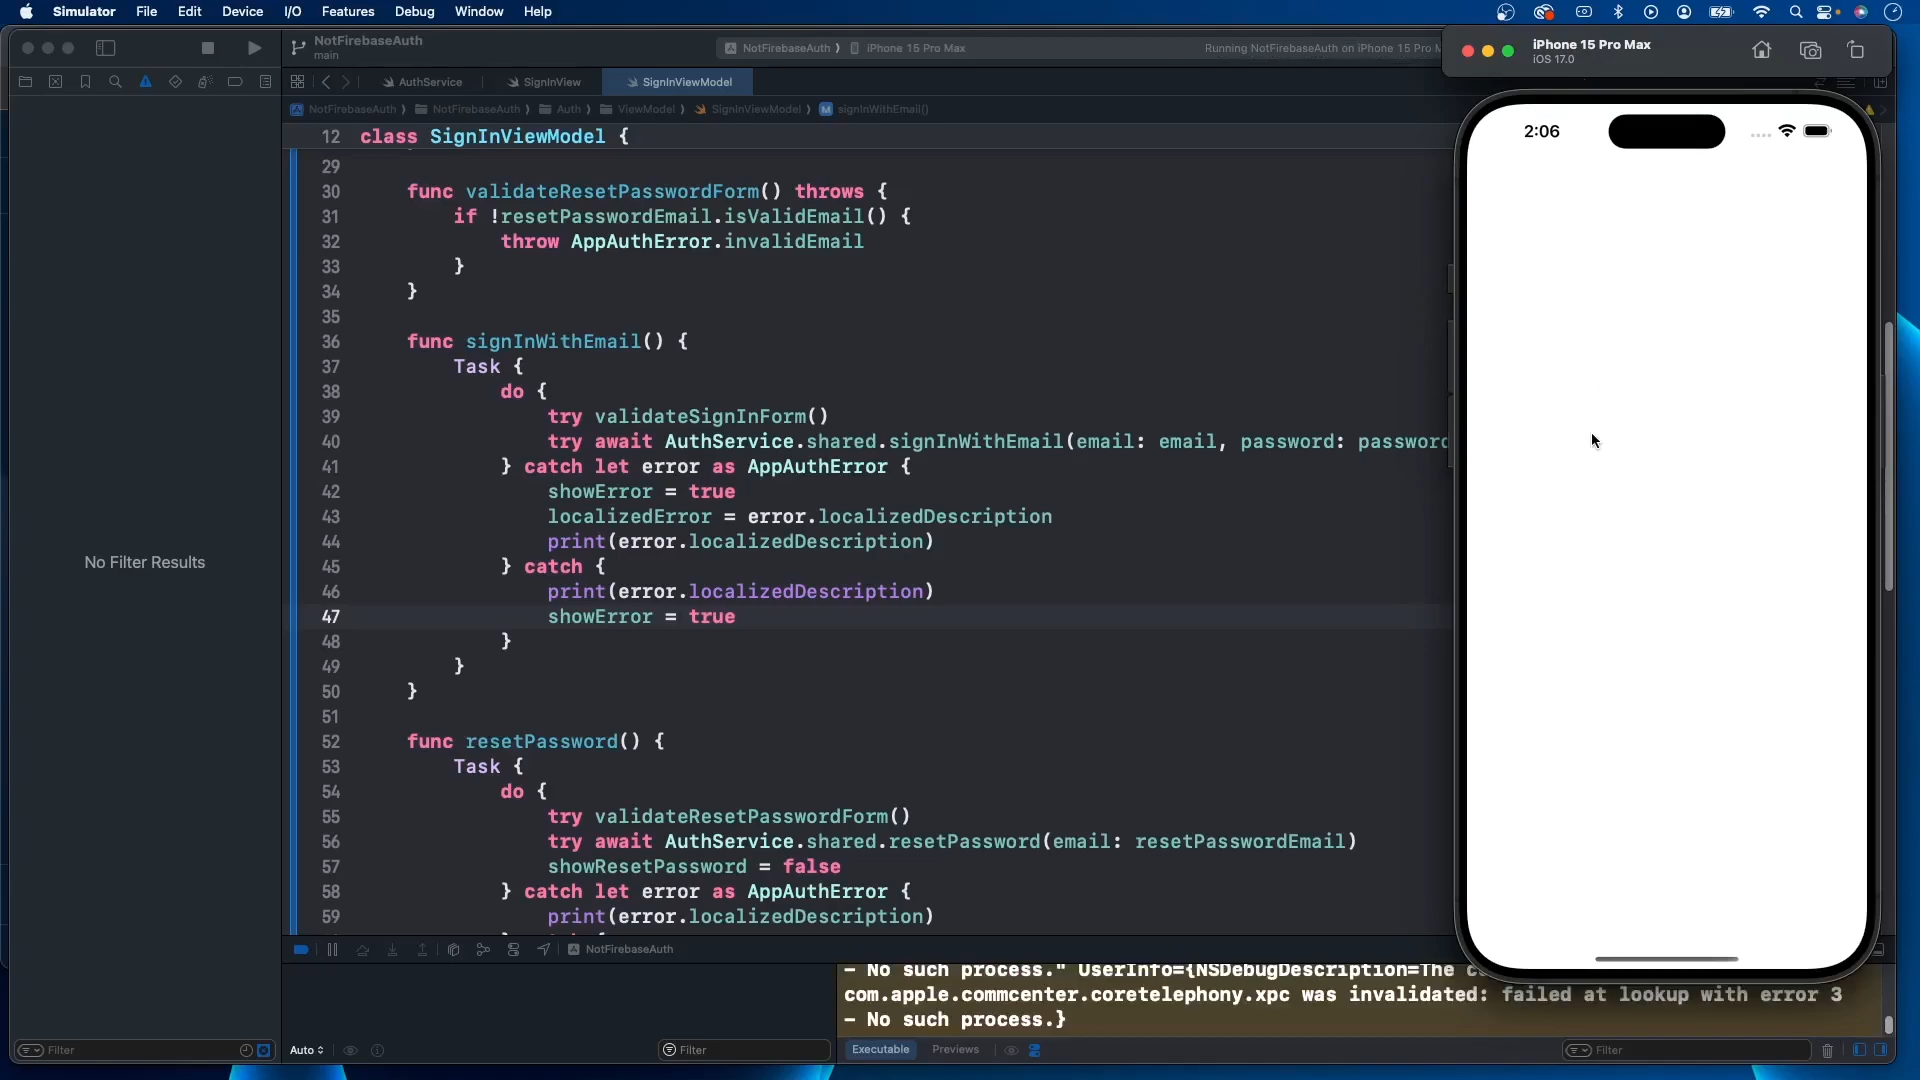 Simulator File Edit Device I/O Features Debug Window Help
NotFirebaseAuth
main
NotFirebaseAuth ⟩ iPhone 15 Pro Max
Running NotFirebaseAuth on iPhone 15 Pro M
iPhone 15 Pro Max
iOS 17.0
AuthService
SignInView
SignInViewModel
NotFirebaseAuth ⟩ NotFirebaseAuth ⟩ Auth ⟩ ViewModel ⟩ SignInViewModel ⟩ M signInWithEmail()
12 class SignInViewModel {
29
30 func validateResetPasswordForm() throws {
31 if !resetPasswordEmail.isValidEmail() {
32 throw AppAuthError.invalidEmail
33 }
34 }
35
36 func signInWithEmail() {
37 Task {
38 do {
39 try validateSignInForm()
40 try await AuthService.shared.signInWithEmail(email: email, password: password
41 } catch let error as AppAuthError {
42 showError = true
43 localizedError = error.localizedDescription
44 print(error.localizedDescription)
45 } catch {
46 print(error.localizedDescription)
47 showError = true
48 }
49 }
50 }
51
52 func resetPassword() {
53 Task {
54 do {
55 try validateResetPasswordForm()
56 try await AuthService.shared.resetPassword(email: resetPasswordEmail)
57 showResetPassword = false
58 } catch let error as AppAuthError {
59 print(error.localizedDescription)
2:06
No Filter Results
NotFirebaseAuth
- No such process." UserInfo={NSDebugDescription=The c
com.apple.commcenter.coretelephony.xpc was invalidated: failed at lookup with error 3
- No such process.}
Filter
Auto
Filter
Executable
Previews
Filter